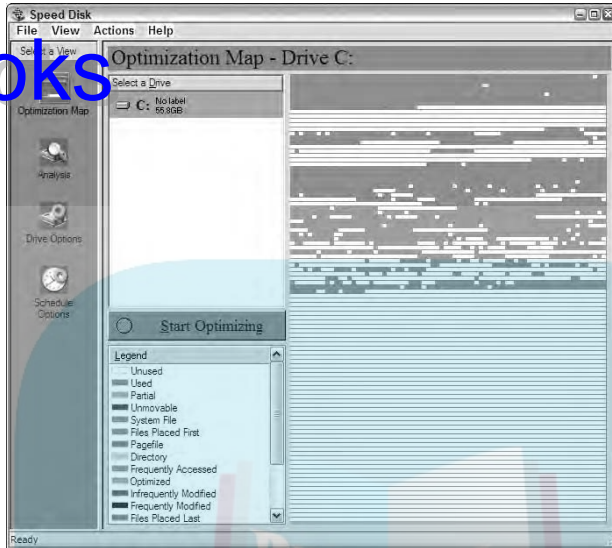 Speed Disk
File View Actions Help
Select a View
oks
Optimization Map
Analysis
Drive Options
Schedule
Options
Optimization Map - Drive C:
Select a Drive
C: No label
55.8GB
Start Optimizing
Legend
Unused
Used
Partial
Unmovable
System File
Files Placed First
Pagefile
Directory
Frequently Accessed
Optimized
Infrequently Modified
Frequently Modified
Files Placed Last
Ready